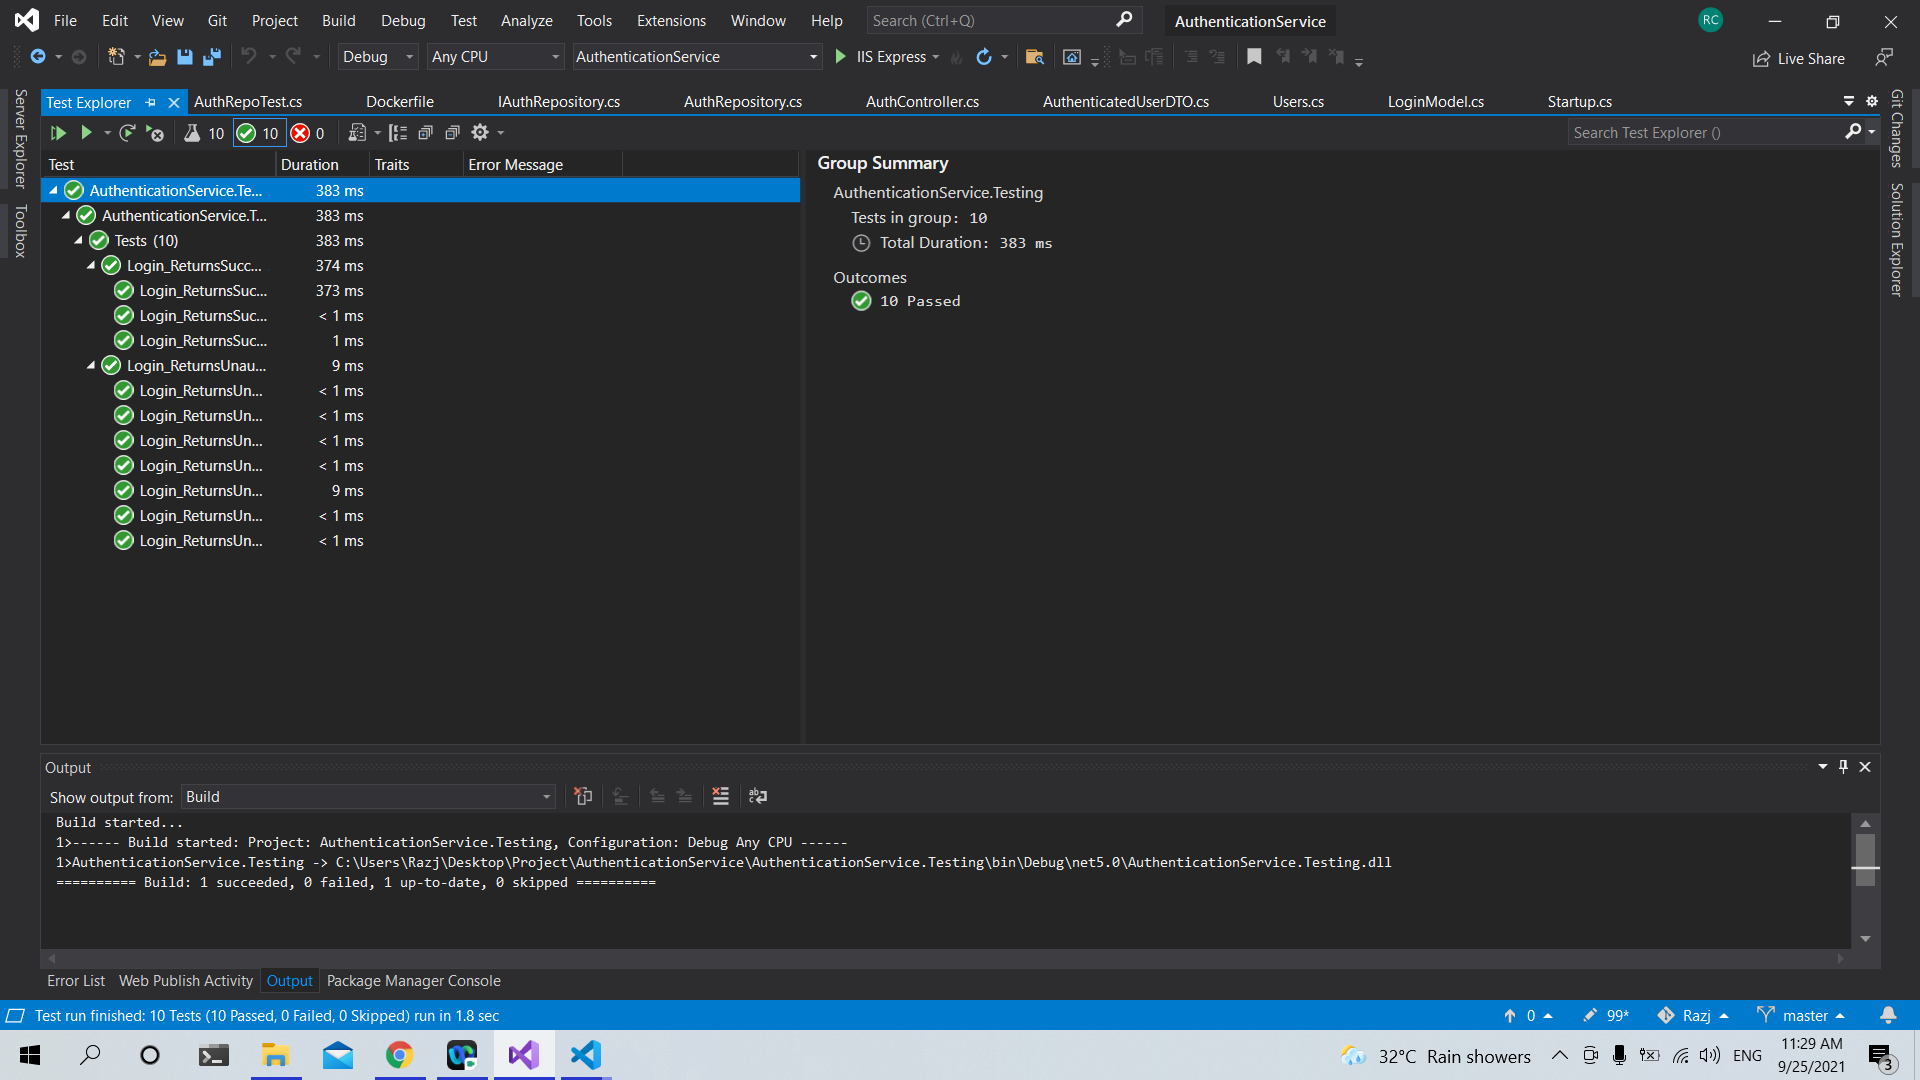 File Edit View Git Project Build Debug Test Analyze Tools Extensions Window Help Search (Ctrl+Q) AuthenticationService RC
Debug Any CPU AuthenticationService IIS Express Live Share
Server Explorer
Toolbox
Test Explorer AuthRepoTest.cs Dockerfile IAuthRepository.cs AuthRepository.cs AuthController.cs AuthenticatedUserDTO.cs Users.cs LoginModel.cs Startup.cs
Git Changes
Solution Explorer
10 10 0 Search Test Explorer ()
Test Duration Traits Error Message
AuthenticationService.Te... 383 ms
AuthenticationService.T... 383 ms
Tests (10) 383 ms
Login_ReturnsSucc... 374 ms
Login_ReturnsSuc... 373 ms
Login_ReturnsSuc... < 1 ms
Login_ReturnsSuc... 1 ms
Login_ReturnsUnau... 9 ms
Login_ReturnsUn... < 1 ms
Login_ReturnsUn... < 1 ms
Login_ReturnsUn... < 1 ms
Login_ReturnsUn... < 1 ms
Login_ReturnsUn... 9 ms
Login_ReturnsUn... < 1 ms
Login_ReturnsUn... < 1 ms
Group Summary
AuthenticationService.Testing
Tests in group: 10
Total Duration: 383 ms
Outcomes
10 Passed
Output
Show output from: Build
Build started...
1>------ Build started: Project: AuthenticationService.Testing, Configuration: Debug Any CPU ------
1>AuthenticationService.Testing -> C:\Users\Razj\Desktop\Project\AuthenticationService\AuthenticationService.Testing\bin\Debug\net5.0\AuthenticationService.Testing.dll
========== Build: 1 succeeded, 0 failed, 1 up-to-date, 0 skipped ==========
Error List Web Publish Activity Output Package Manager Console
Test run finished: 10 Tests (10 Passed, 0 Failed, 0 Skipped) run in 1.8 sec 0 99* Razj master
32°C Rain showers ENG 11:29 AM
9/25/2021 3